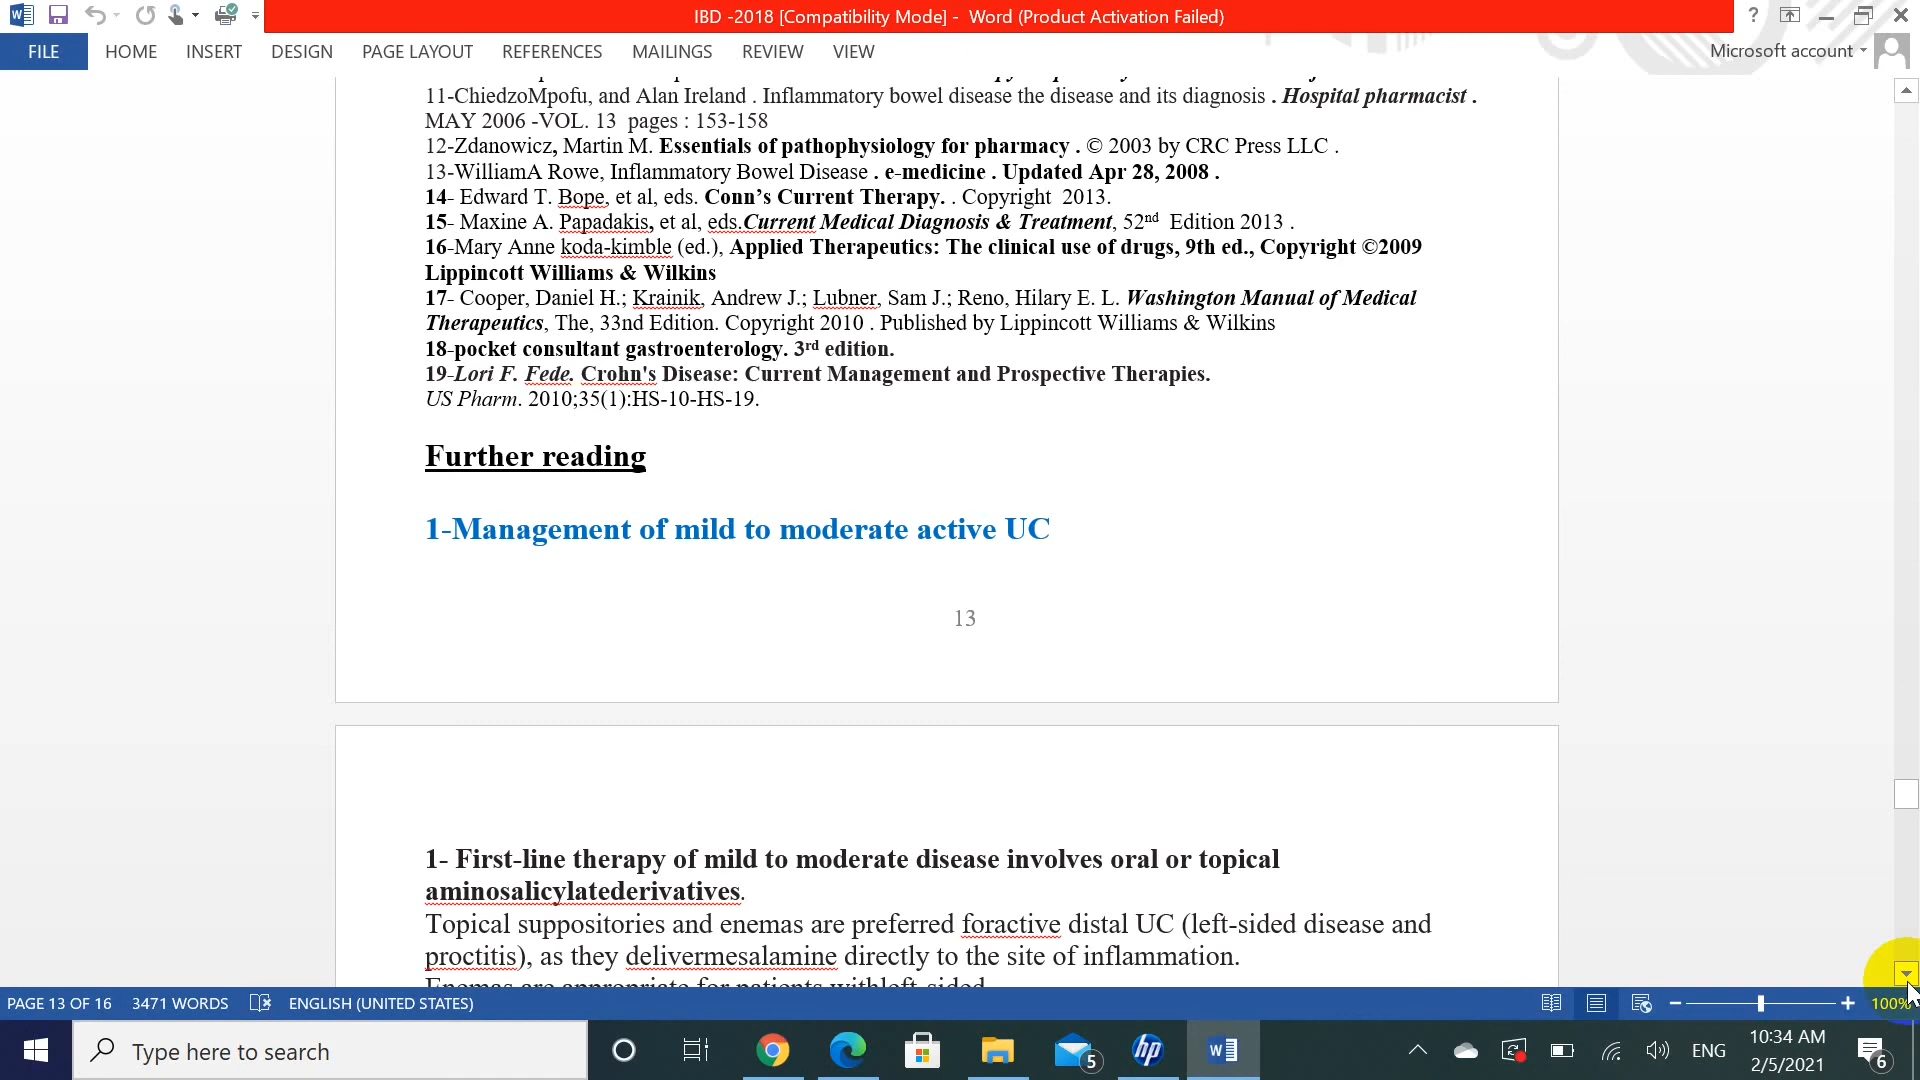 IBD -2018 [Compatibility Mode] - Word (Product Activation Failed)
?
FILE HOME INSERT DESIGN PAGE LAYOUT REFERENCES MAILINGS REVIEW VIEW
Microsoft account
11-ChiedzoMpofu, and Alan Ireland . Inflammatory bowel disease the disease and its diagnosis . Hospital pharmacist .
MAY 2006 -VOL. 13 pages : 153-158
12-Zdanowicz, Martin M. Essentials of pathophysiology for pharmacy . © 2003 by CRC Press LLC .
13-WilliamA Rowe, Inflammatory Bowel Disease . e-medicine . Updated Apr 28, 2008 .
14- Edward T. Bope, et al, eds. Conn’s Current Therapy. . Copyright 2013.
15- Maxine A. Papadakis, et al, eds.Current Medical Diagnosis & Treatment, 52nd Edition 2013 .
16-Mary Anne koda-kimble (ed.), Applied Therapeutics: The clinical use of drugs, 9th ed., Copyright ©2009
Lippincott Williams & Wilkins
17- Cooper, Daniel H.; Krainik, Andrew J.; Lubner, Sam J.; Reno, Hilary E. L. Washington Manual of Medical
Therapeutics, The, 33nd Edition. Copyright 2010 . Published by Lippincott Williams & Wilkins
18-pocket consultant gastroenterology. 3rd edition.
19-Lori F. Fede. Crohn's Disease: Current Management and Prospective Therapies.
US Pharm. 2010;35(1):HS-10-HS-19.
Further reading
1-Management of mild to moderate active UC
13
1- First-line therapy of mild to moderate disease involves oral or topical
aminosalicylatederivatives.
Topical suppositories and enemas are preferred foractive distal UC (left-sided disease and
proctitis), as they delivermesalamine directly to the site of inflammation.
Enemas are appropriate for patients withleft-sided
PAGE 13 OF 16 3471 WORDS ENGLISH (UNITED STATES)
100%
Type here to search
5
hp
ENG
10:34 AM
2/5/2021
6